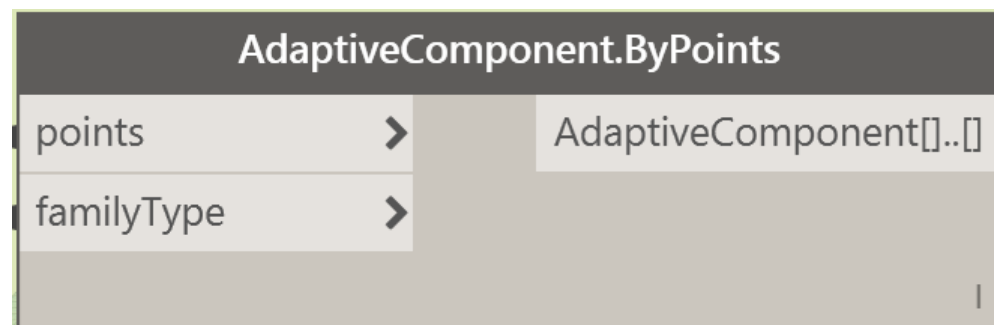 AdaptiveComponent.ByPoints
points > AdaptiveComponent[]..[]
familyType >
|